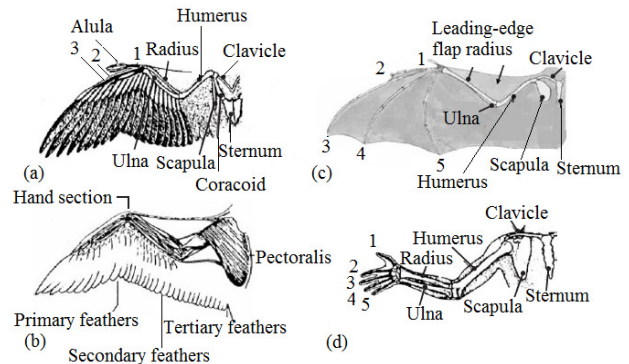 Alula
Humerus
3 2 1 Radius Clavicle
Ulna Scapula Sternum
(a)
Coracoid
Leading-edge
flap radius
Clavicle
1
2
Ulna
3 4 5
Scapula Sternum
(c)
Humerus
Hand section
Pectoralis
Primary feathers
Tertiary feathers
(b)
Secondary feathers
Clavicle
Humerus
1 Radius
2
3
4
5
Ulna Scapula Sternum
(d)